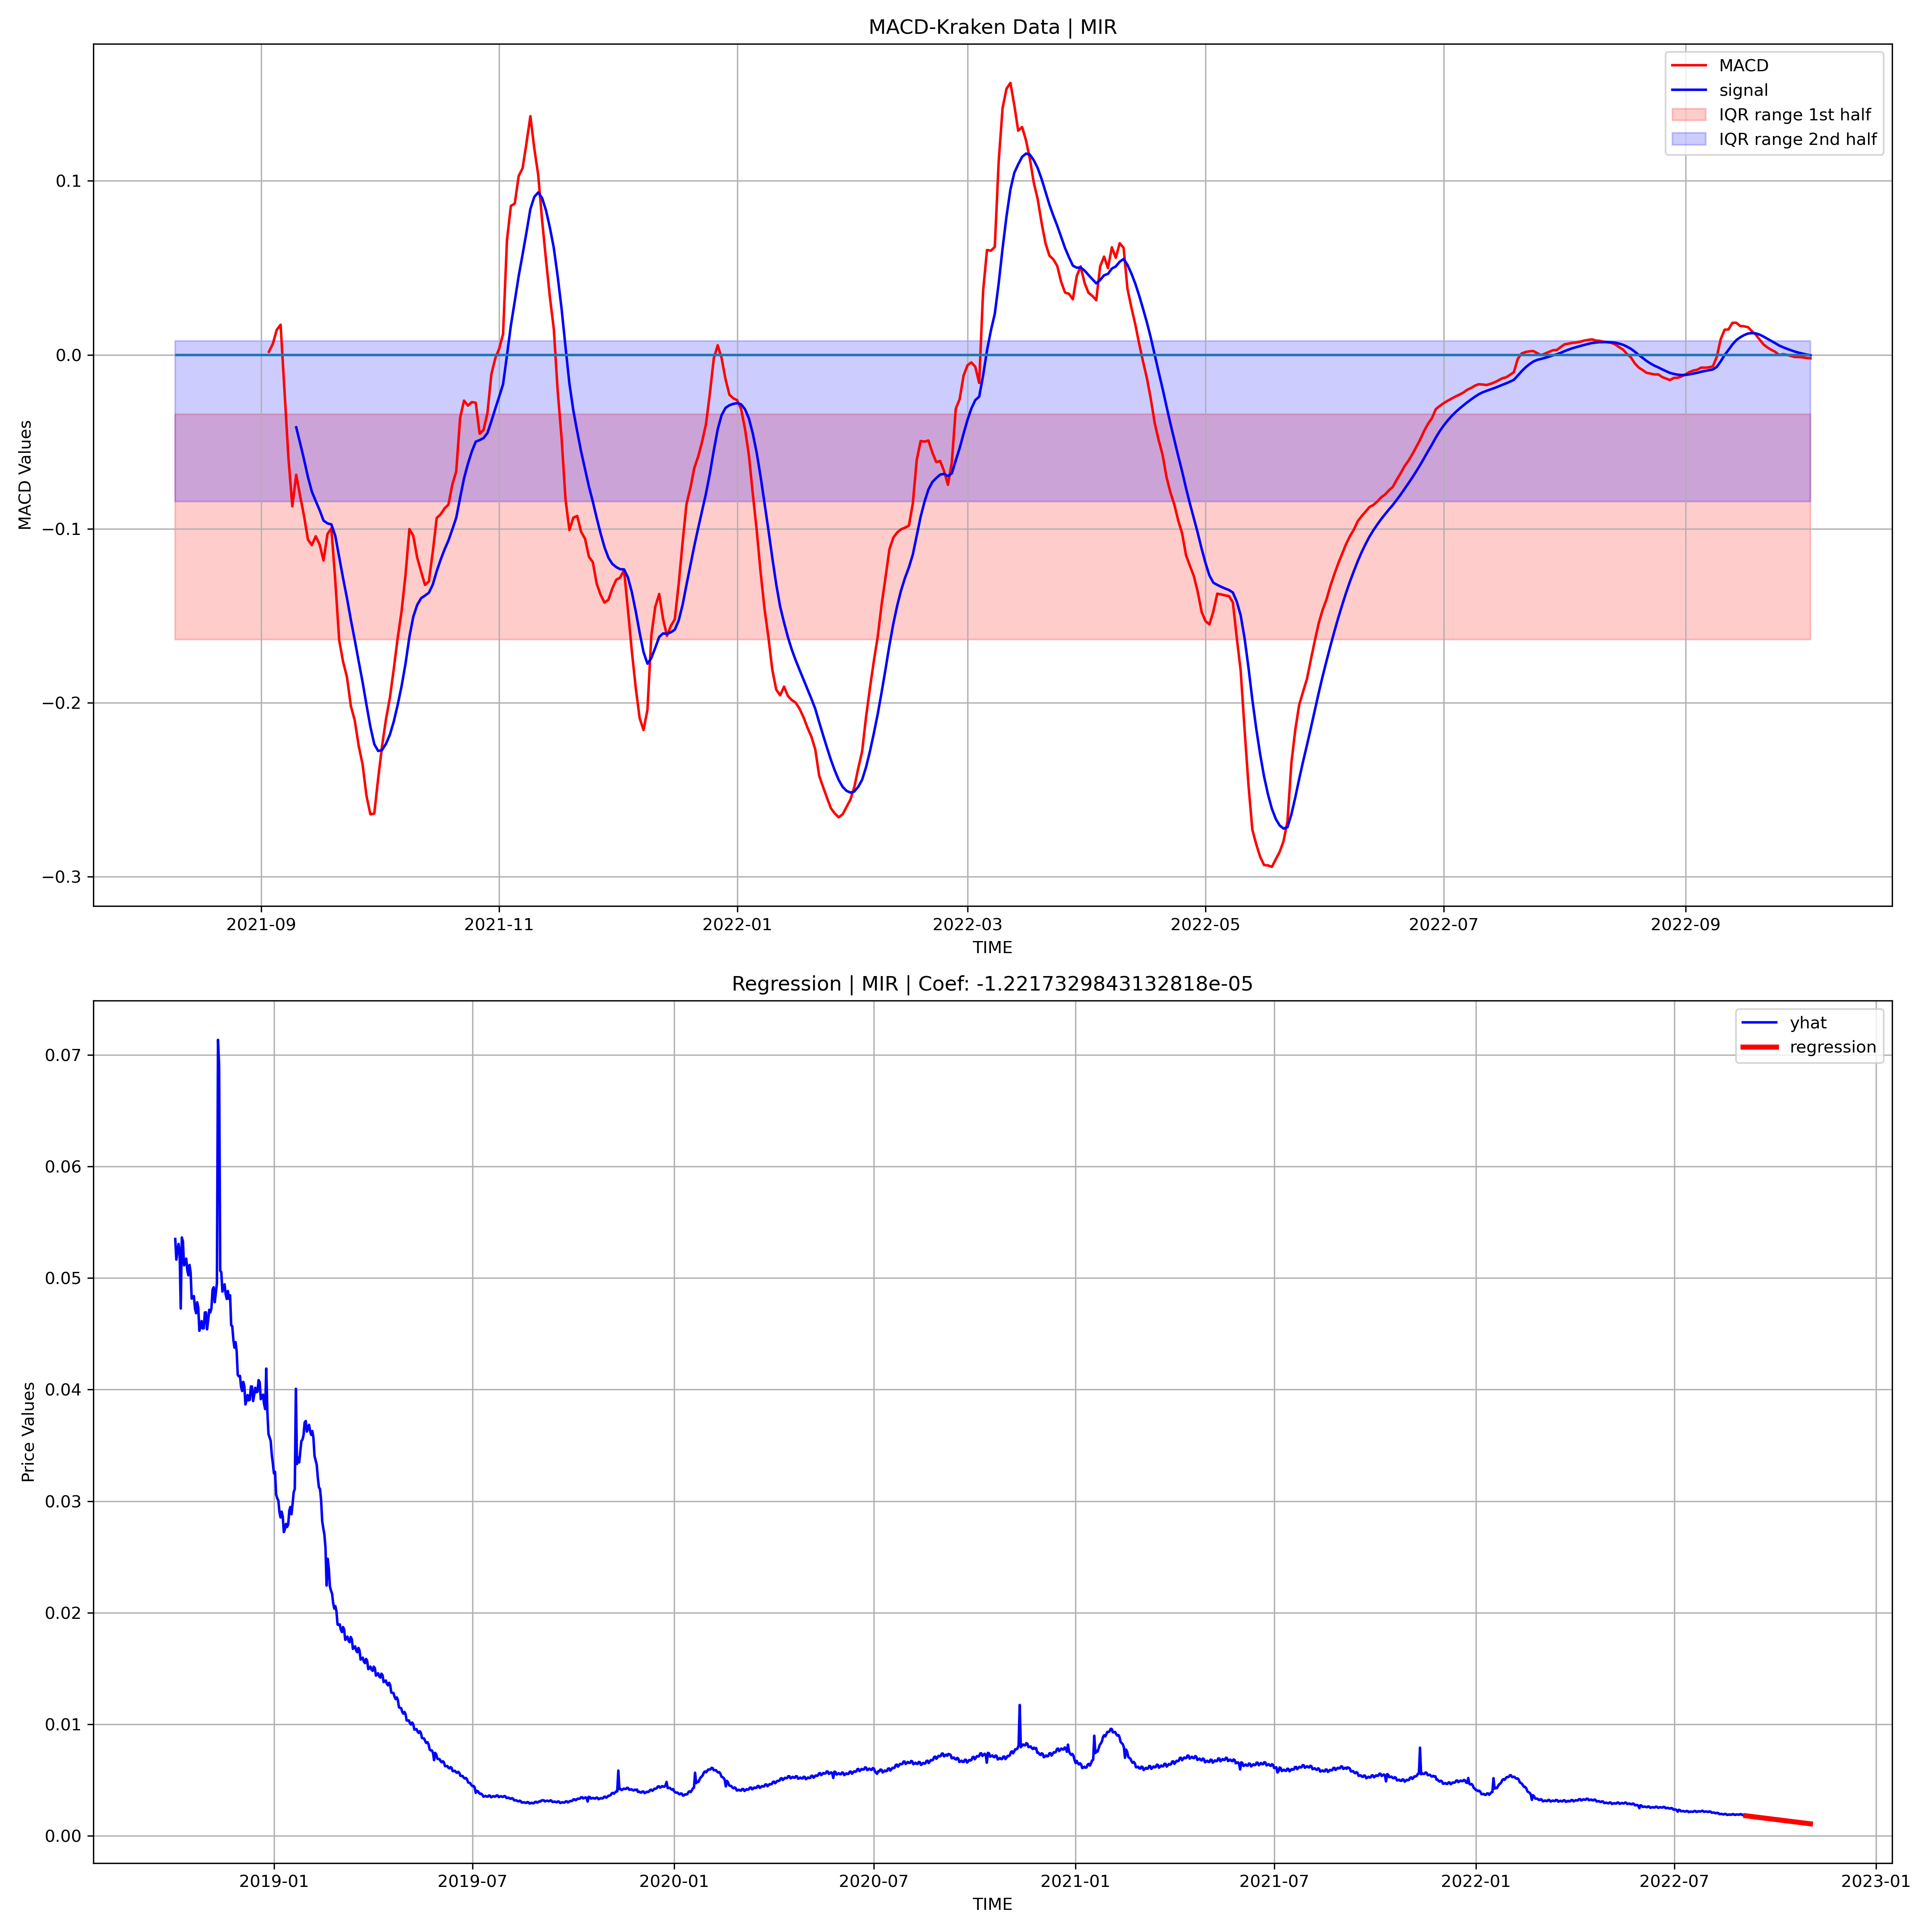 MACD-Kraken Data | MIR
MACD
signal
IQR range 1st half
IQR range 2nd half
MACD Values
0.1
0.0
−0.1
−0.2
−0.3
2021-09 2021-11 2022-01 2022-03 2022-05 2022-07 2022-09
TIME
Regression | MIR | Coef: -1.2217329843132818e-05
yhat
regression
Price Values
0.07
0.06
0.05
0.04
0.03
0.02
0.01
0.00
2019-01 2019-07 2020-01 2020-07 2021-01 2021-07 2022-01 2022-07 2023-01
TIME